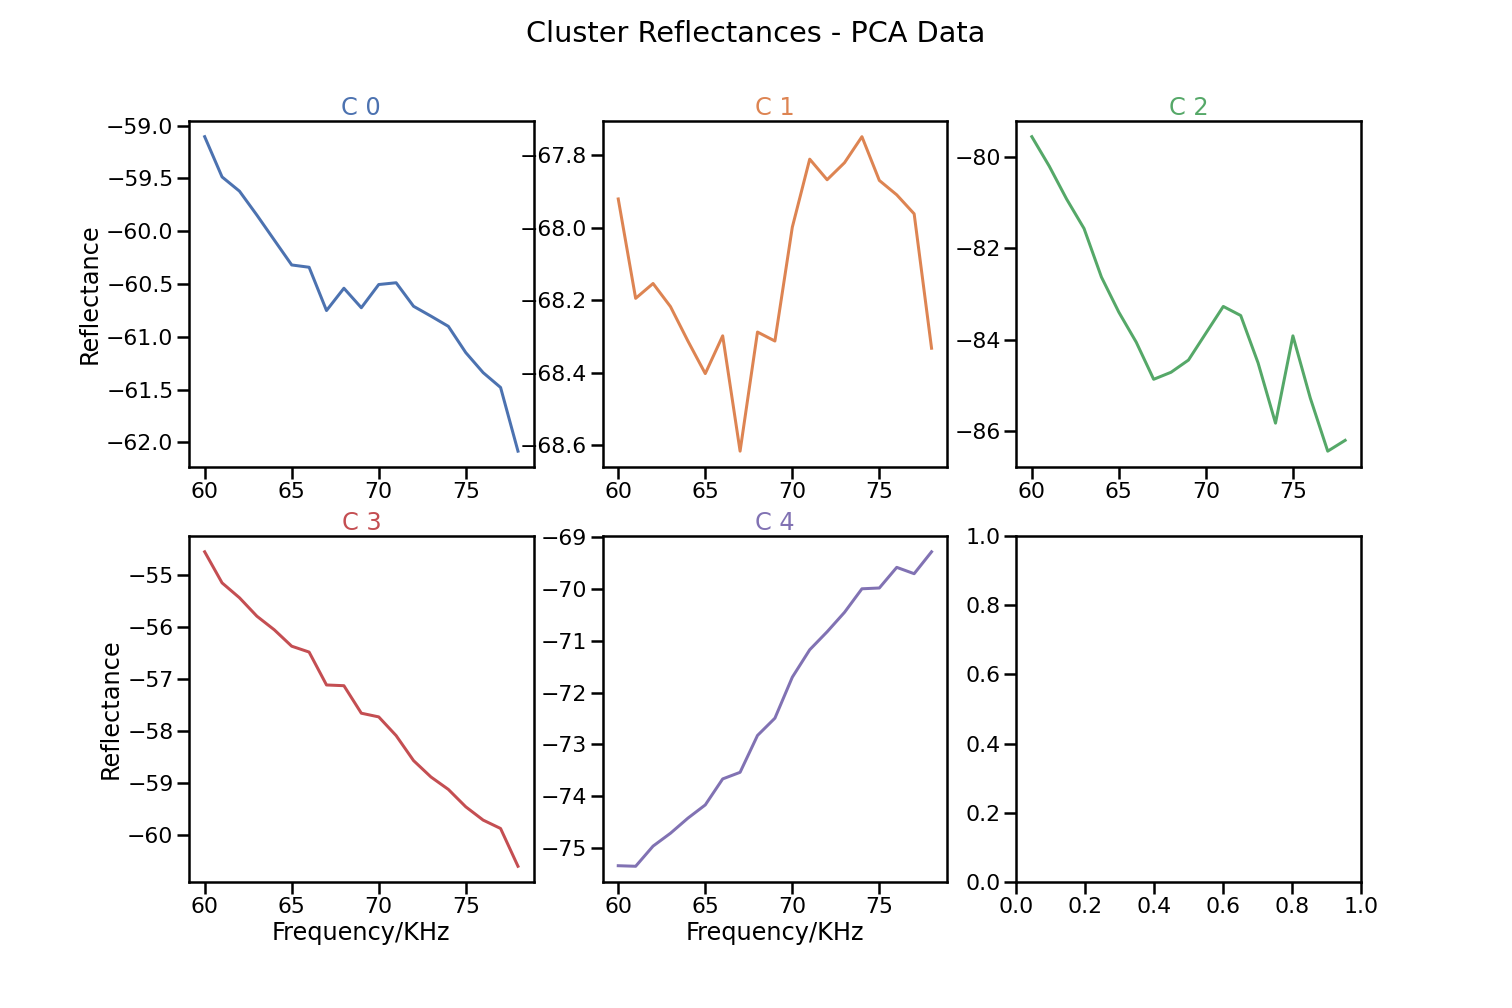 Cluster Reflectances - PCA Data
C 0
C 1
C 2
Reflectance
−59.0
−59.5
−60.0
−60.5
−61.0
−61.5
−62.0
60 65 70 75
−67.8
−68.0
−68.2
−68.4
−68.6
60 65 70 75
−80
−82
−84
−86
60 65 70 75
C 3
C 4
Reflectance
−55
−56
−57
−58
−59
−60
60 65 70 75
Frequency/KHz
−69
−70
−71
−72
−73
−74
−75
60 65 70 75
Frequency/KHz
1.0
0.8
0.6
0.4
0.2
0.0
0.0 0.2 0.4 0.6 0.8 1.0